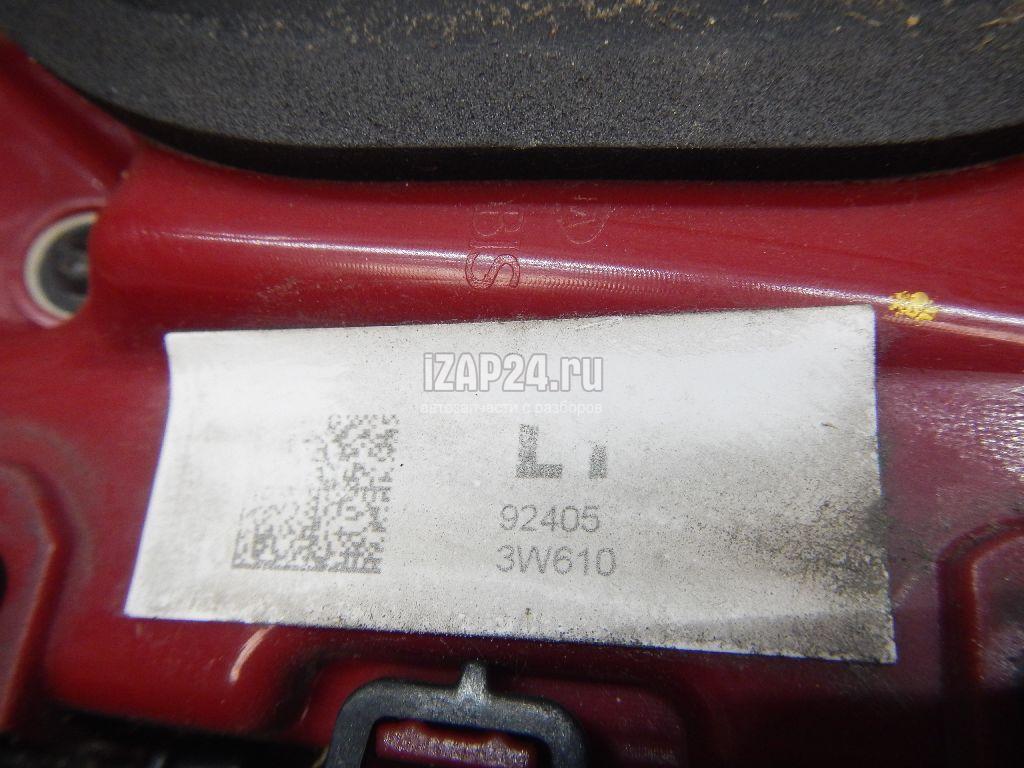 iZAP24.ru
автозапчасти с разборов
92405
3W610